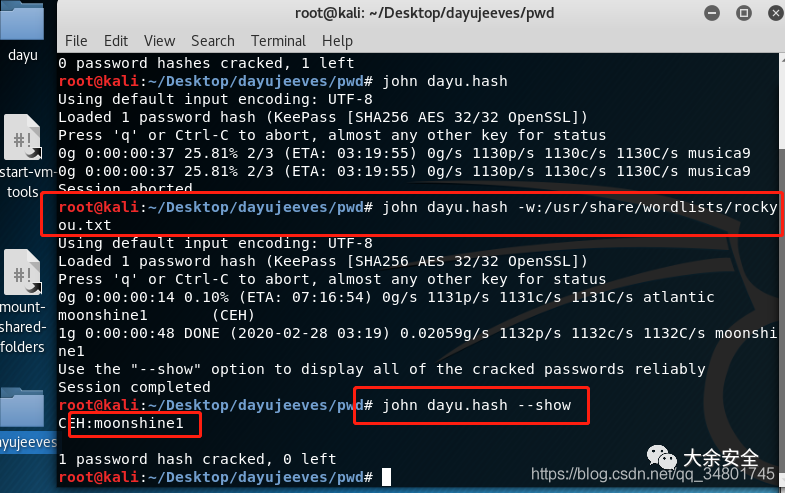 root@kali: ~/Desktop/dayujeeves/pwd
File Edit View Search Terminal Help
dayu
start-vm-
tools
mount-
shared-
folders
ayujeeves
0 password hashes cracked, 1 left
root@kali:~/Desktop/dayujeeves/pwd# john dayu.hash
Using default input encoding: UTF-8
Loaded 1 password hash (KeePass [SHA256 AES 32/32 OpenSSL])
Press 'q' or Ctrl-C to abort, almost any other key for status
0g 0:00:00:37 25.81% 2/3 (ETA: 03:19:55) 0g/s 1130p/s 1130c/s 1130C/s musica9
0g 0:00:00:37 25.81% 2/3 (ETA: 03:19:55) 0g/s 1130p/s 1130c/s 1130C/s musica9
Session aborted
root@kali:~/Desktop/dayujeeves/pwd# john dayu.hash -w:/usr/share/wordlists/rocky
ou.txt
Using default input encoding: UTF-8
Loaded 1 password hash (KeePass [SHA256 AES 32/32 OpenSSL])
Press 'q' or Ctrl-C to abort, almost any other key for status
0g 0:00:00:14 0.10% (ETA: 07:16:54) 0g/s 1131p/s 1131c/s 1131C/s atlantic
moonshine1 (CEH)
1g 0:00:00:48 DONE (2020-02-28 03:19) 0.02059g/s 1132p/s 1132c/s 1132C/s moonshi
ne1
Use the "--show" option to display all of the cracked passwords reliably
Session completed
root@kali:~/Desktop/dayujeeves/pwd# john dayu.hash --show
CEH:moonshine1
1 password hash cracked, 0 left
root@kali:~/Desktop/dayujeeves/pwd#
大余安全
https://blog.csdn.net/qq_34801745